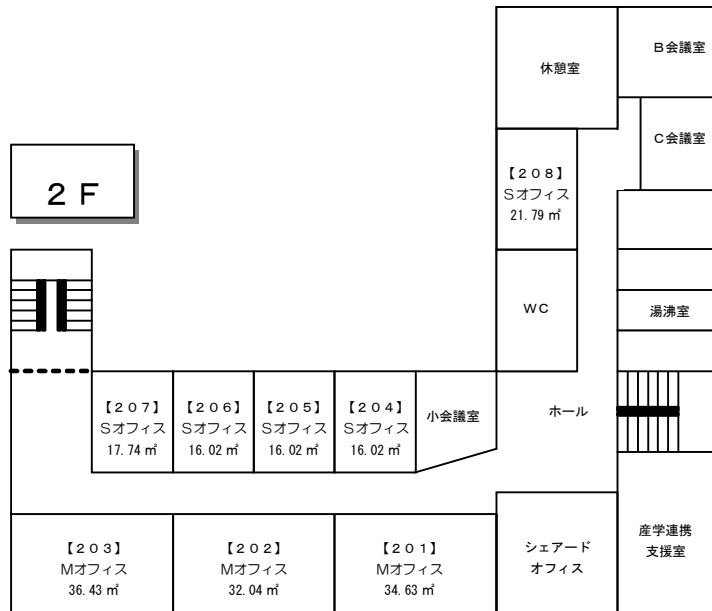 休憩室
B会議室
C会議室
2F
【208】
Sオフィス
21.79㎡
WC
湯沸室
【207】
Sオフィス
17.74㎡
【206】
Sオフィス
16.02㎡
【205】
Sオフィス
16.02㎡
【204】
Sオフィス
16.02㎡
小会議室
ホール
【203】
Mオフィス
36.43㎡
【202】
Mオフィス
32.04㎡
【201】
Mオフィス
34.63㎡
シェアード
オフィス
産学連携
支援室